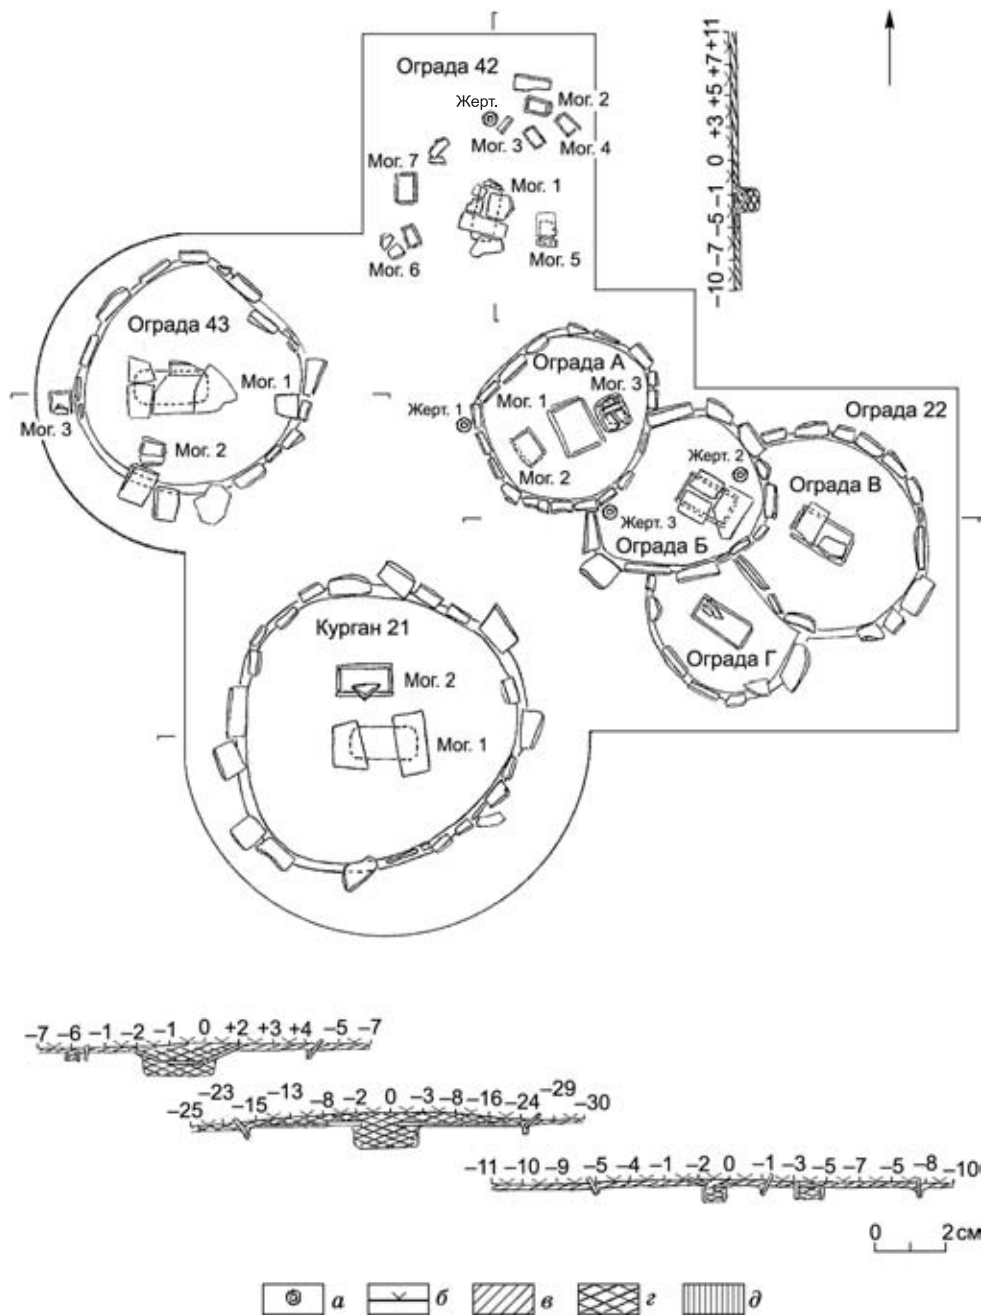 Ограда 42
Жерт.
Мог. 2
Мог. 3
Мог. 4
Мог. 7
Мог. 1
Мог. 6
Мог. 5
+11
+7
+5
+3
0
–1
–5
–7
–10
Ограда 43
Мог. 1
Мог. 3
Мог. 2
Ограда А
Мог. 3
Мог. 1
Жерт. 1
Мог. 2
Ограда 22
Жерт. 2
Ограда В
Жерт. 3
Ограда Б
Ограда Г
Курган 21
Мог. 2
Мог. 1
–7 –6 –1 –2 –1 0 +2 +3 +4 –5 –7
–25 –23 –15 –13 –8 –2 0 –3 –8 –16 –24 –29 –30
–11 –10 –9 –5 –4 –1 –2 0 –1 –3 –5 –7 –5 –8 –10
0 2 см
а б в г д